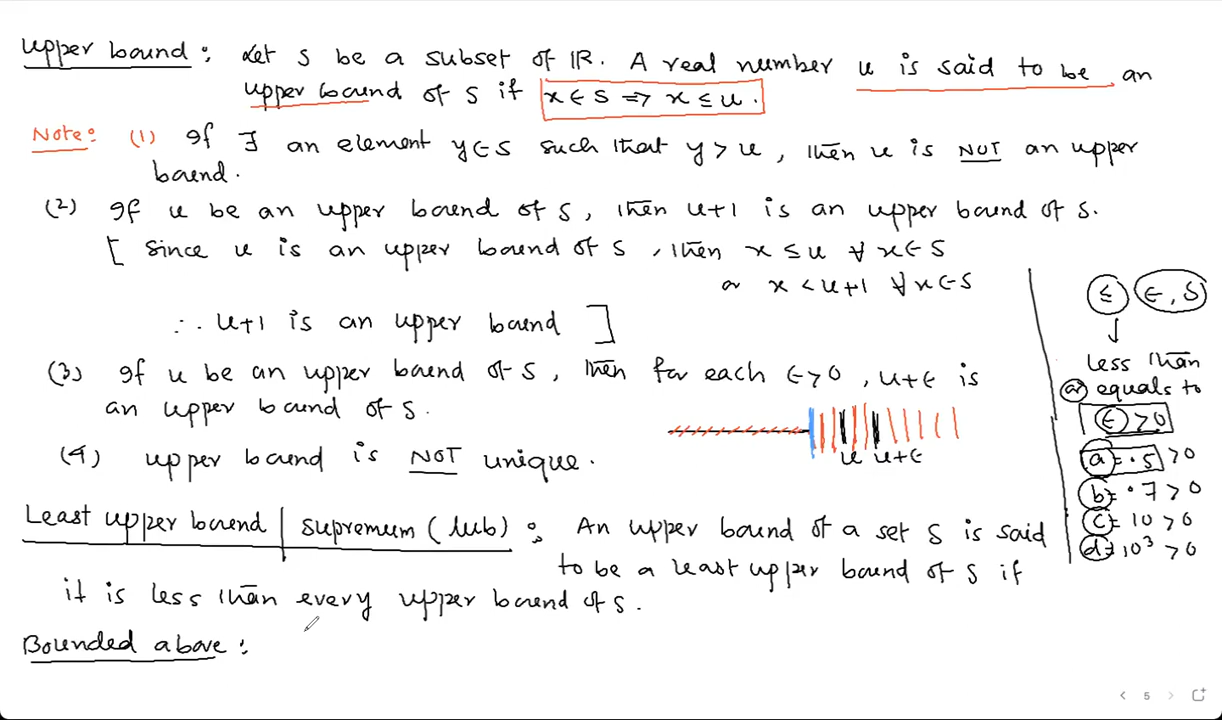 Upper bound : Let S be a subset of ℝ. A real number u is said to be an
upper bound of S if x∈S ⇒ x ≤ u.
Note: (1) If ∃ an element y∈S such that y > u, then u is NOT an upper
bound.
(2) If u be an upper bound of S, then u+1 is an upper bound of S.
[ Since u is an upper bound of S, then x ≤ u ∀ x∈S
or x < u+1 ∀ x∈S
∴ u+1 is an upper bound ]
(3) If u be an upper bound of S, then for each ∈>0, u+∈ is
an upper bound of S.
u u+∈
(4) upper bound is NOT unique.
Least upper bound | supremum (lub) : An upper bound of a set S is said
to be a least upper bound of S if
it is less than every upper bound of S.
Bounded above :
≤ ∈, S
↓
less than
or equals to
∈ > 0
a = .5 > 0
b = .7 > 0
c = 10 > 0
d = 10³ > 0
< 5 >